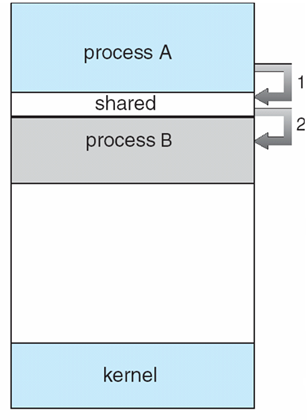 process A
1
shared
2
process B
kernel